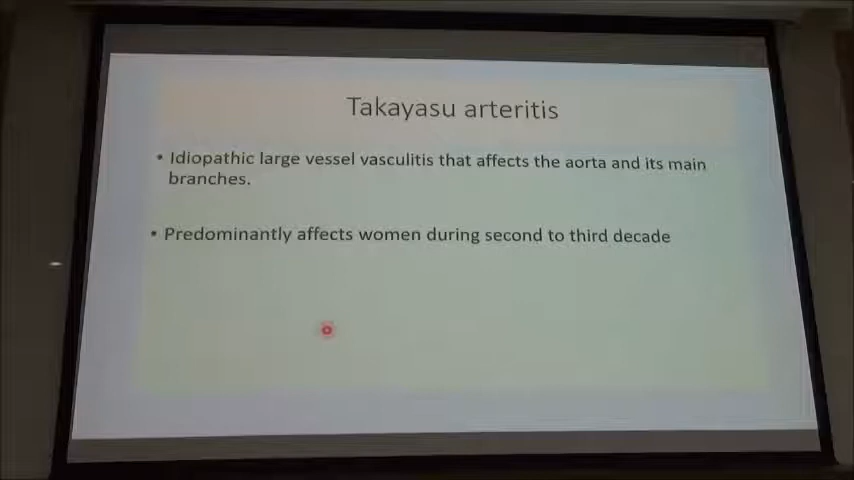 Takayasu arteritis
• Idiopathic large vessel vasculitis that affects the aorta and its main
branches.
• Predominantly affects women during second to third decade